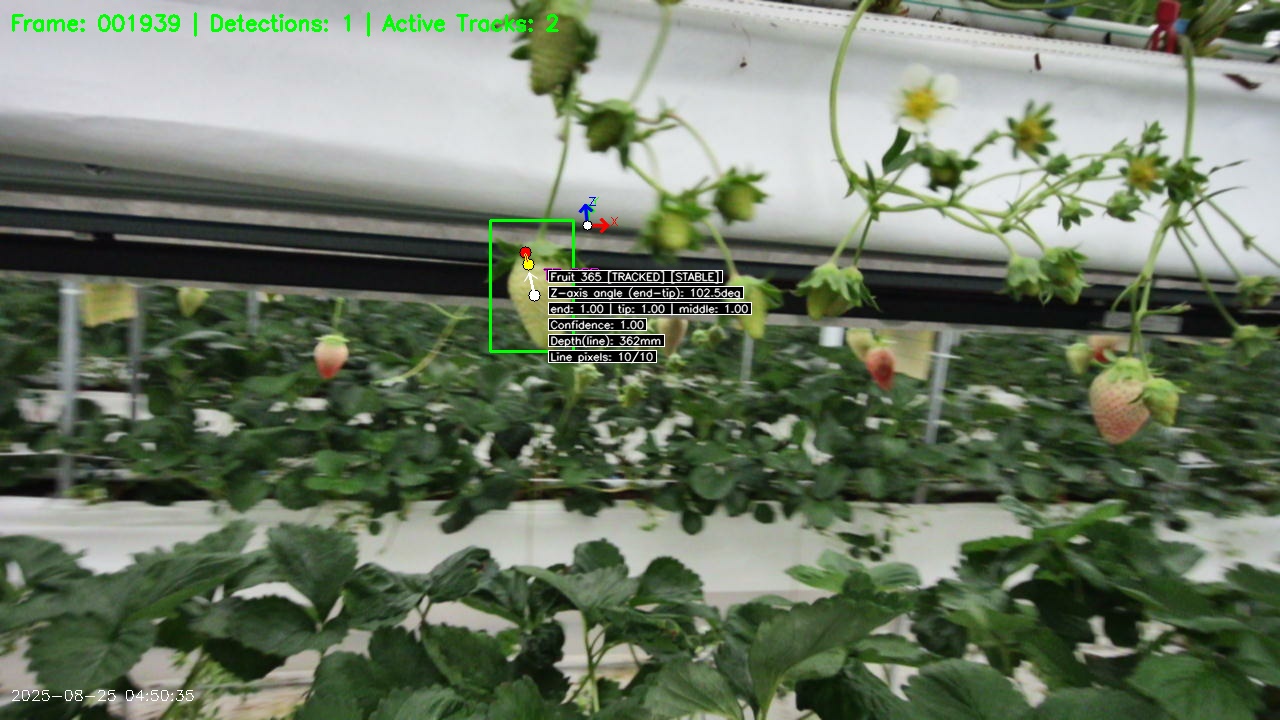 Frame: 001939 | Detections: 1 | Active Tracks: 2
Z
X
Fruit 365 [TRACKED] [STABLE]
Z-axis angle (end-tip): 102.5deg
end: 1.00 | tip: 1.00 | middle: 1.00
Confidence: 1.00
Depth(line): 362mm
Line pixels: 10/10
2025-08-25 04:50:35